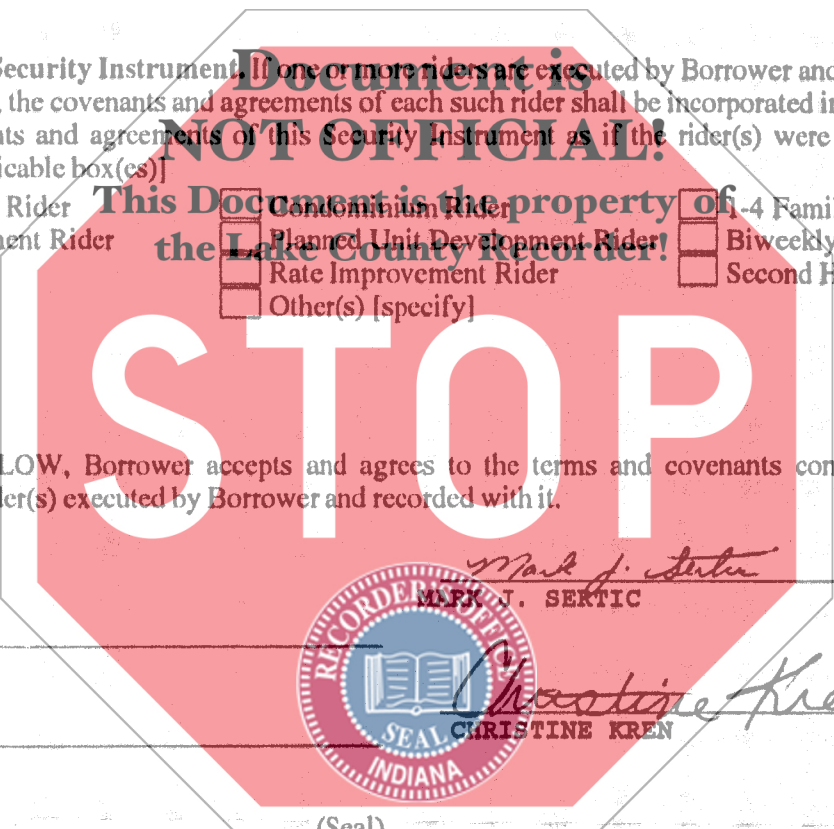 Security Instrument. If one or more riders are executed by Borrower and
Document is
, the covenants and agreements of each such rider shall be incorporated in
nts and agreements of this Security Instrument as if the rider(s) were
NOT OFFICIAL!
icable box(es)]
Rider Condominium Rider 1-4 Famil
This Document is the property of
ment Rider Planned Unit Development Rider Biweekly
the Lake County Recorder!
Rate Improvement Rider Second H
Other(s) [specify]
STOP
LOW, Borrower accepts and agrees to the terms and covenants con
der(s) executed by Borrower and recorded with it.
Mark J. Sertic
MARK J. SERTIC
RECORDER'S OFFICE
Christine Kre
CHRISTINE KREN
SEAL
INDIANA
(Seal)